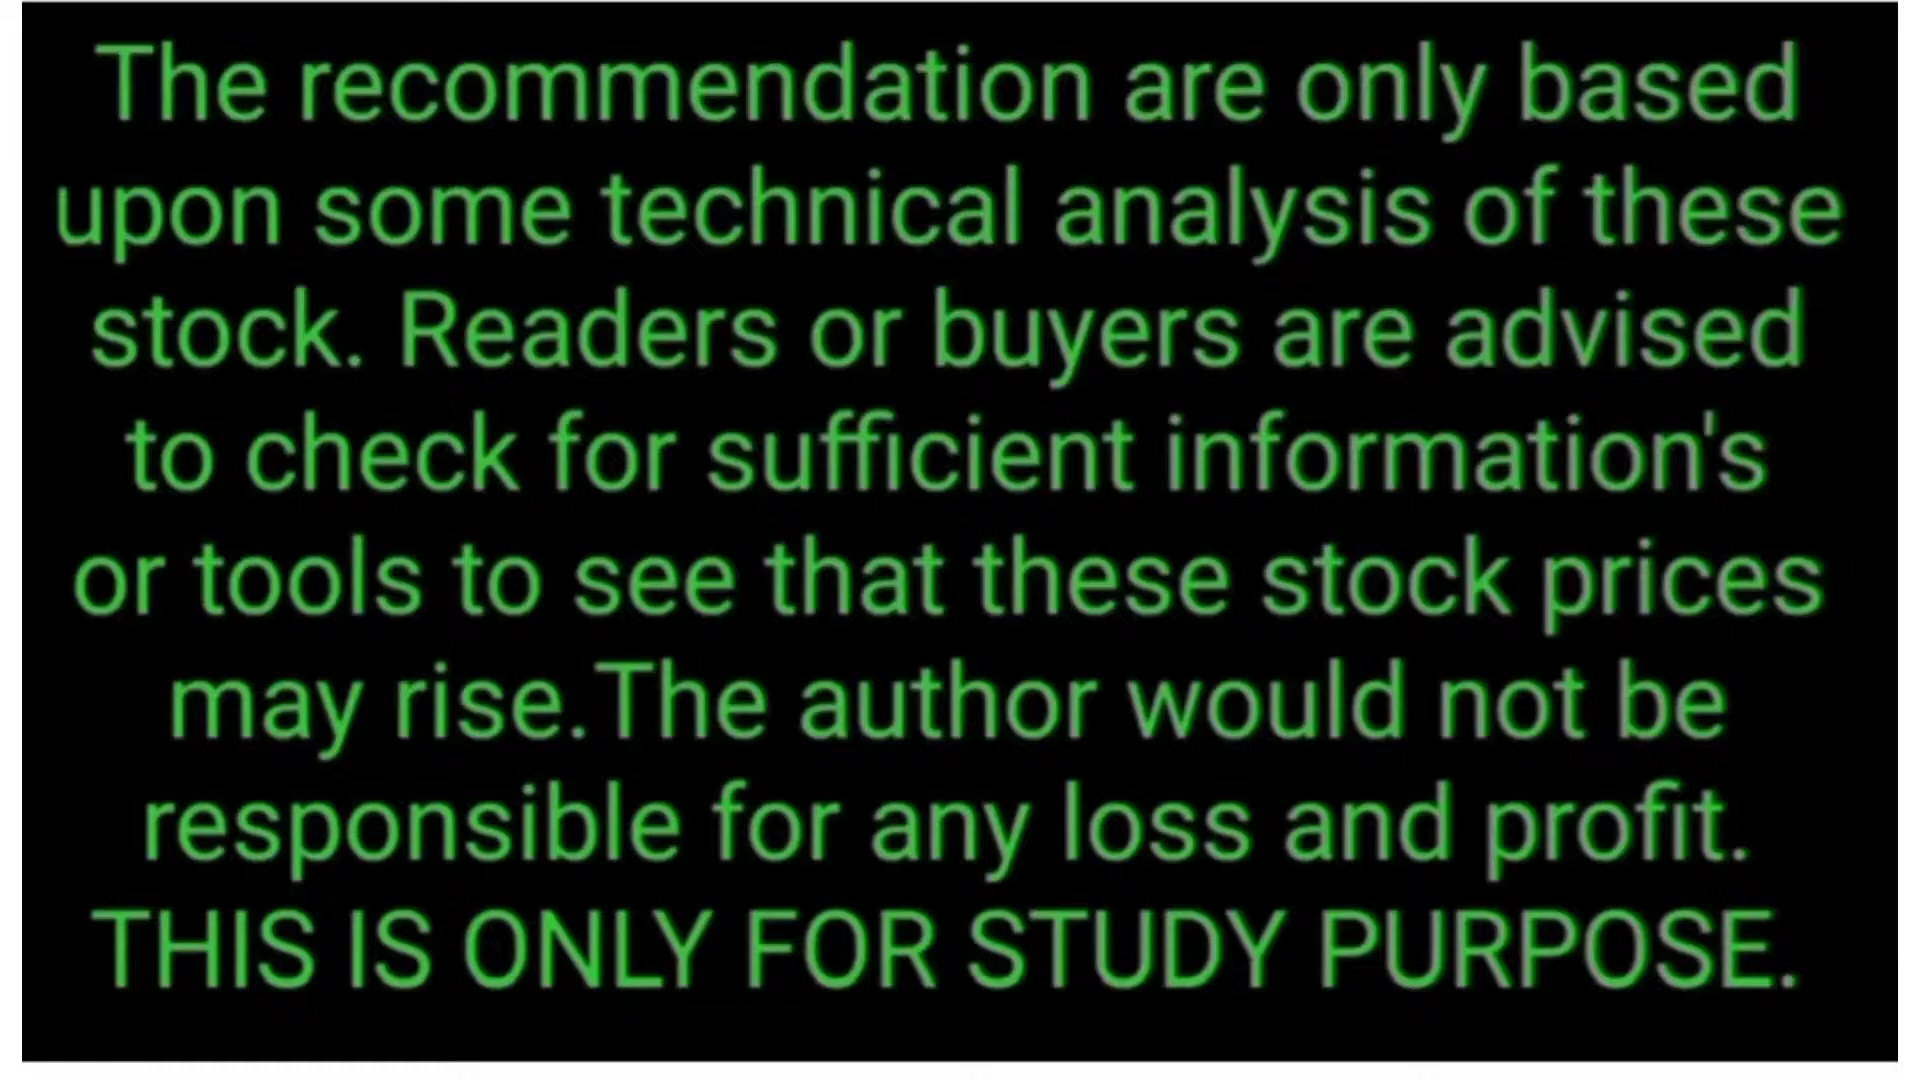 The recommendation are only based
upon some technical analysis of these
stock. Readers or buyers are advised
to check for sufficient information's
or tools to see that these stock prices
may rise.The author would not be
responsible for any loss and profit.
THIS IS ONLY FOR STUDY PURPOSE.